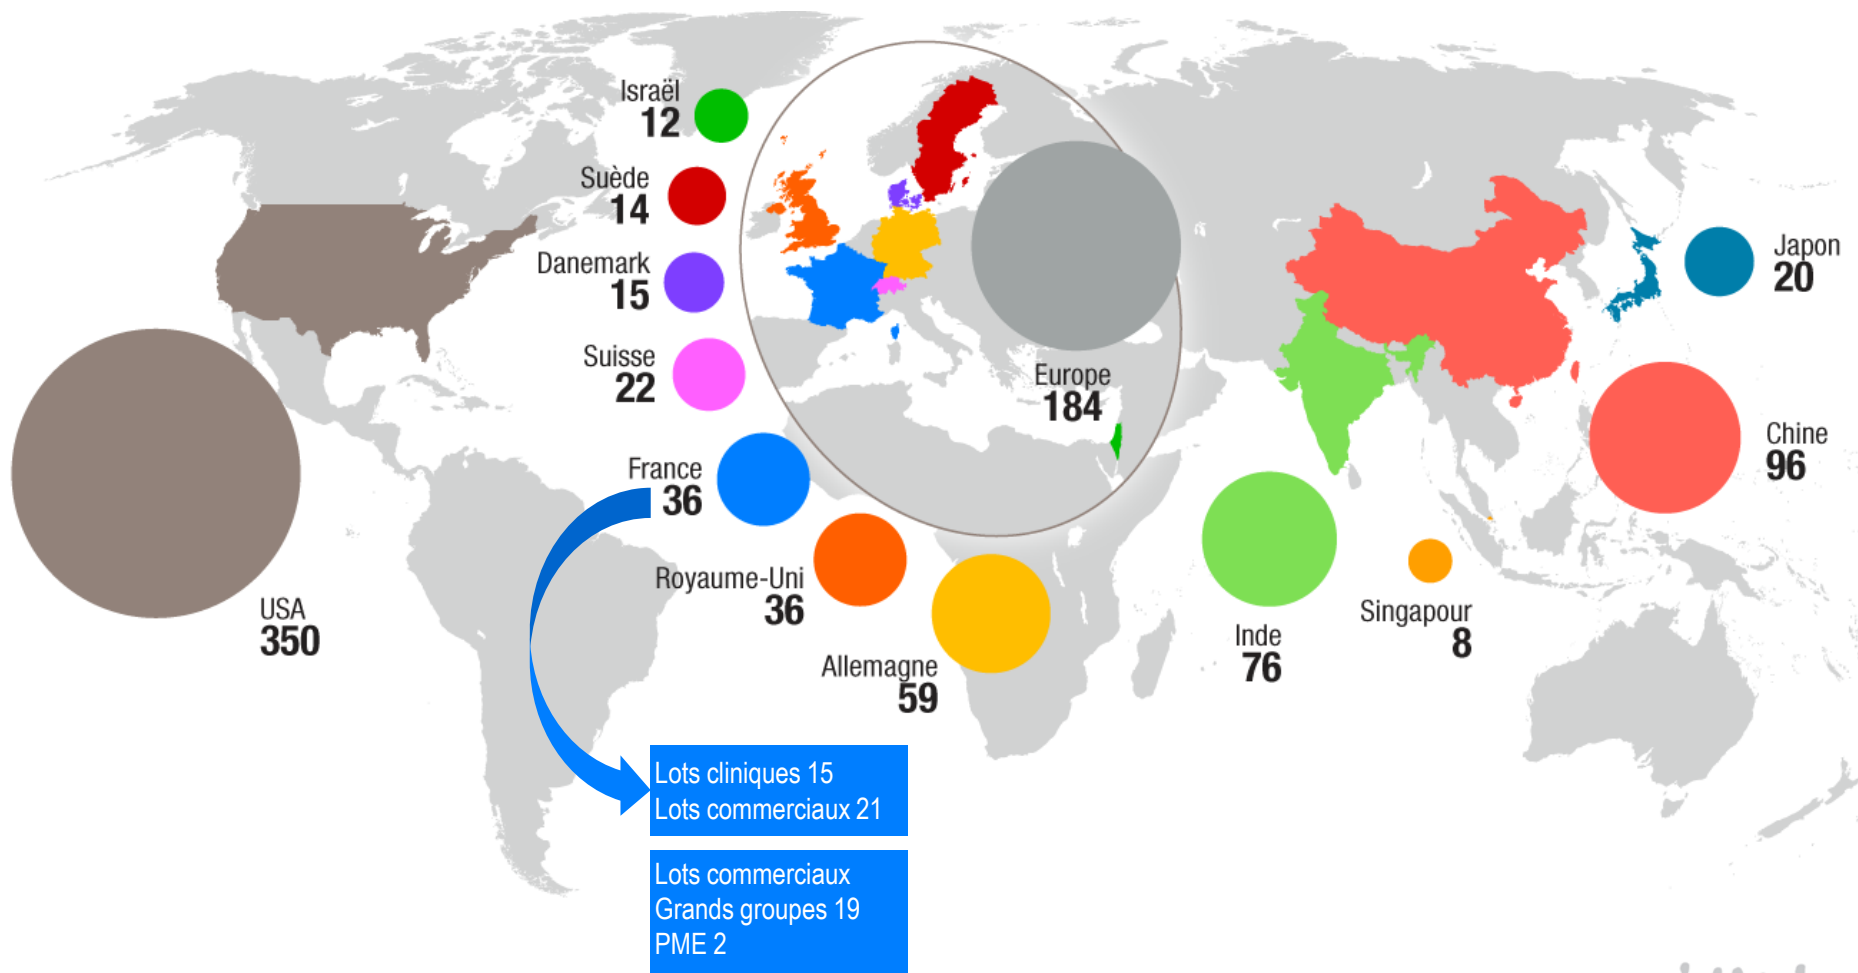 Israël
12
Suède
14
Danemark
15
Suisse
22
France
36
Royaume-Uni
36
Allemagne
59
USA
350
Europe
184
Inde
76
Singapour
8
Japon
20
Chine
96
Lots cliniques 15
Lots commerciaux 21
Lots commerciaux
Grands groupes 19
PME 2